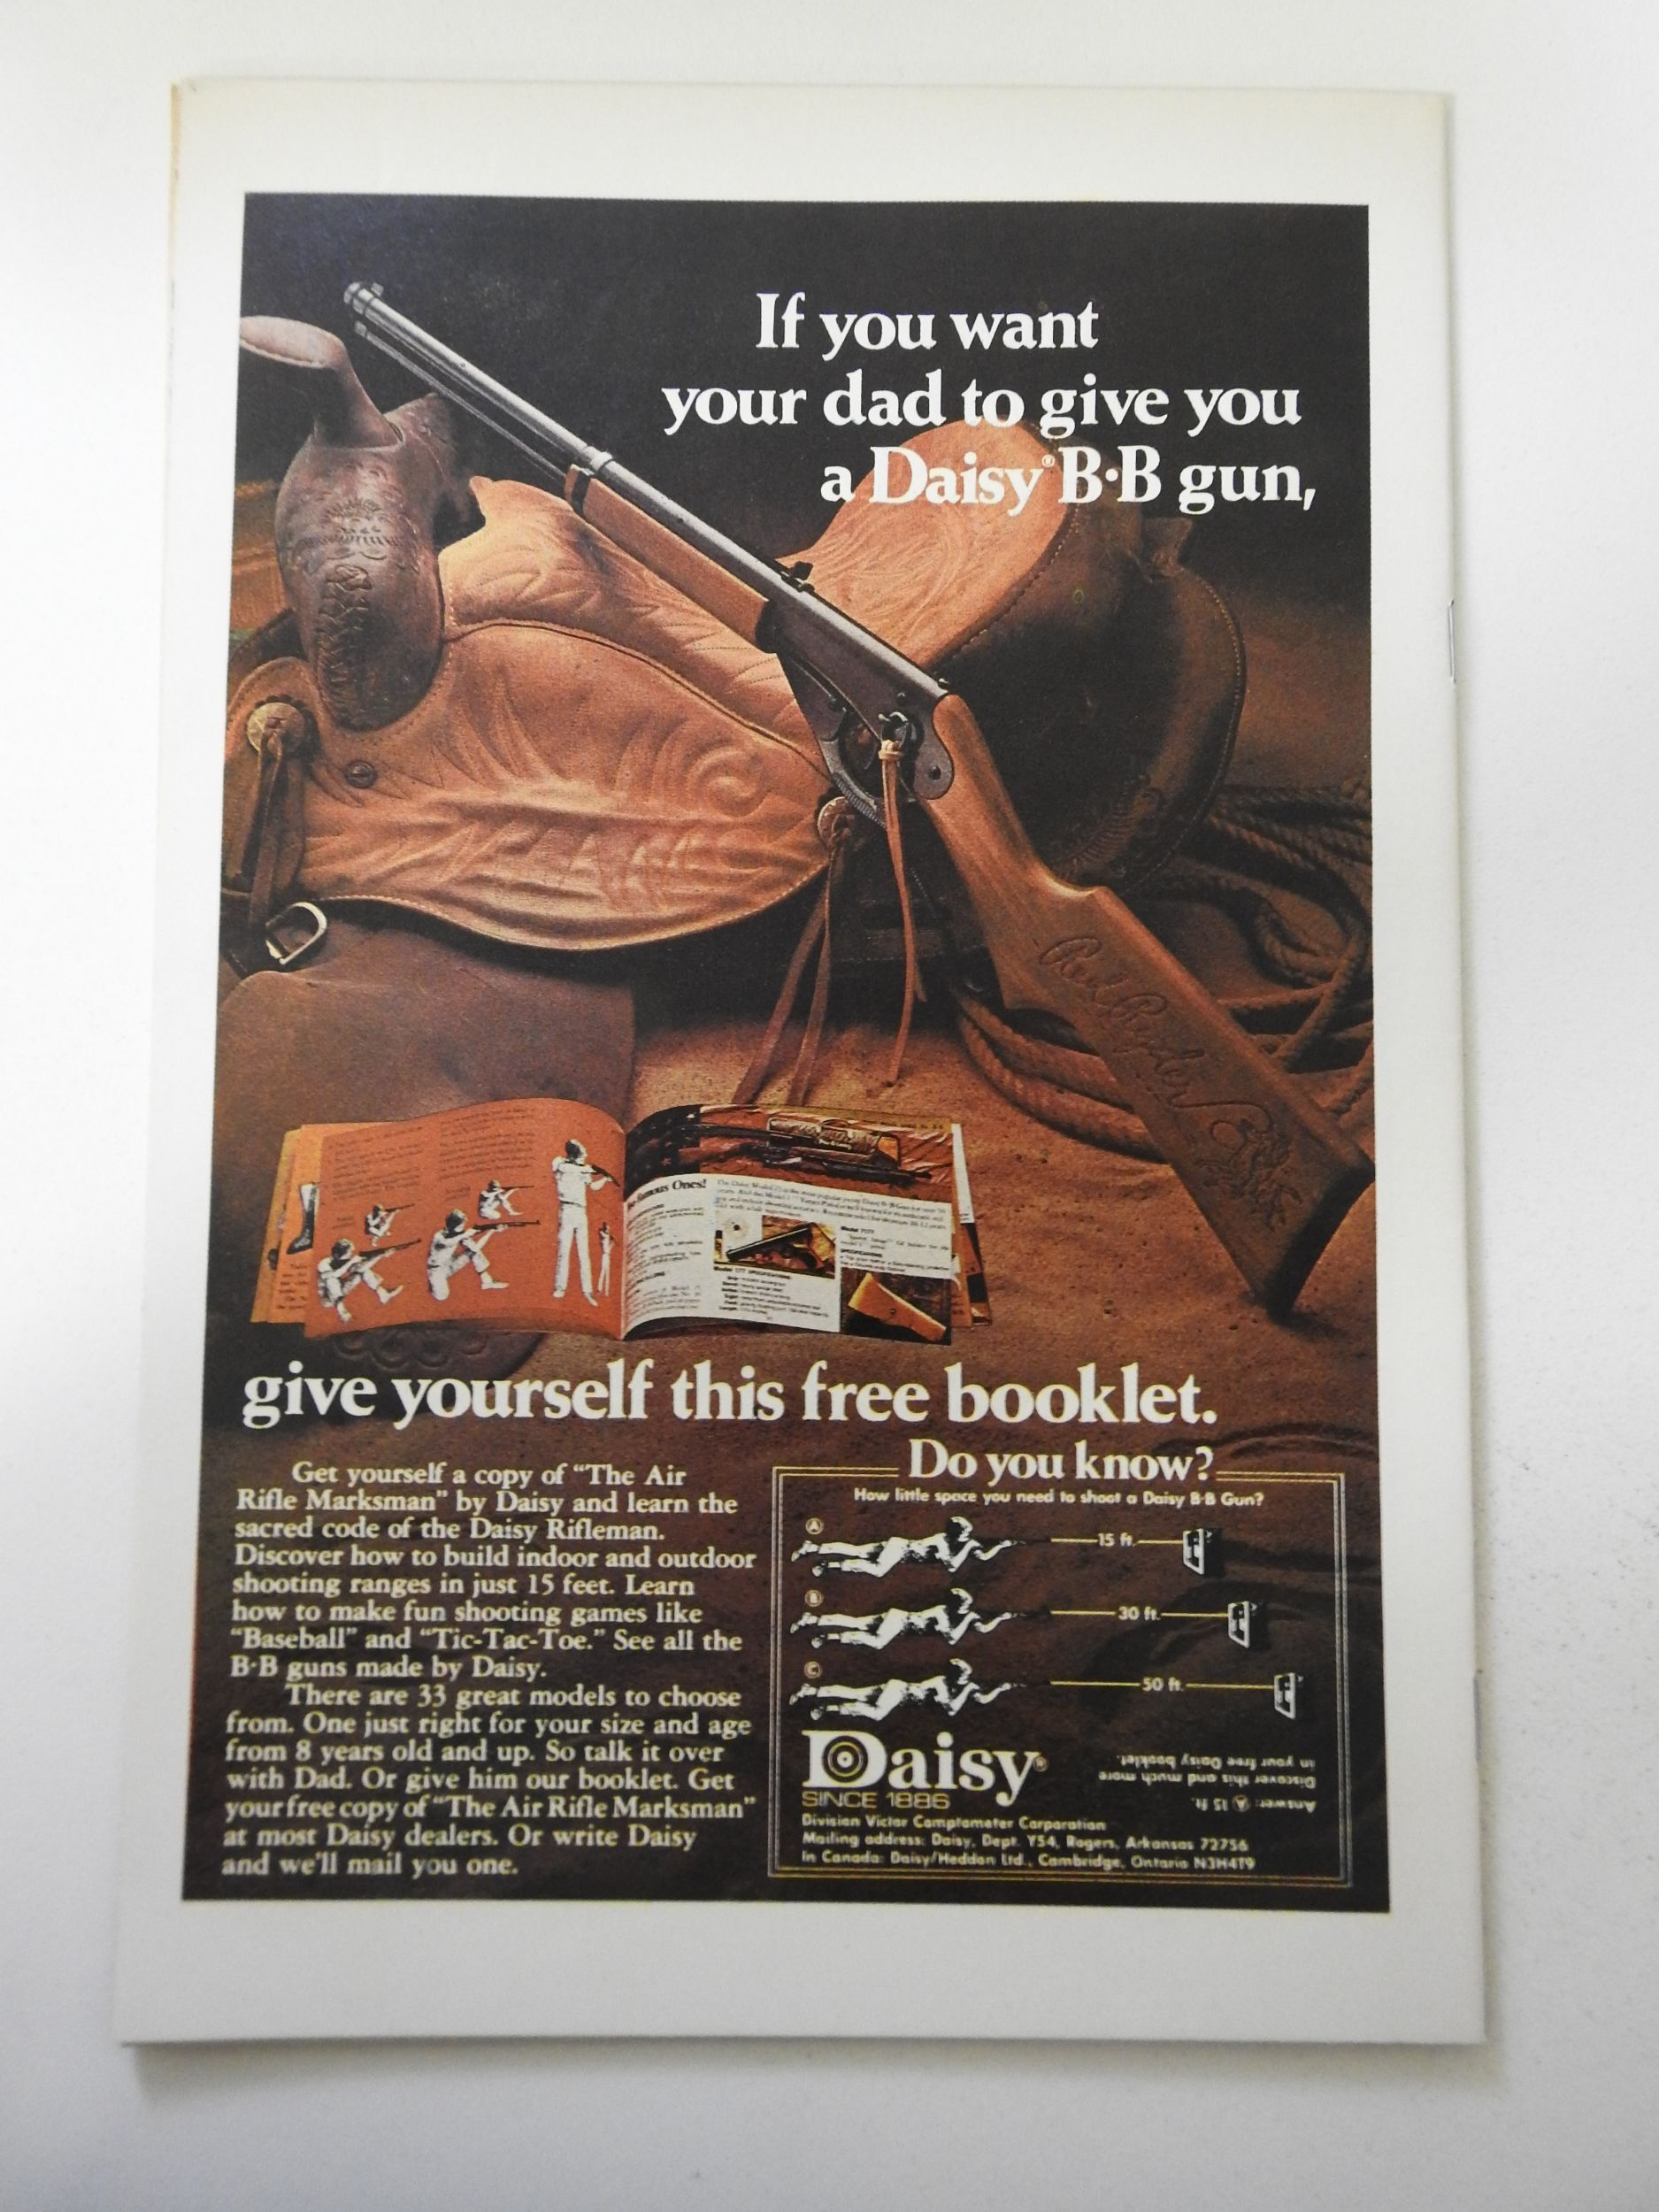 If you want
your dad to give you
a Daisy® B·B gun,
Red Ryder
Famous Ones!
give yourself this free booklet.
Get yourself a copy of “The Air
Rifle Marksman” by Daisy and learn the
sacred code of the Daisy Rifleman.
Discover how to build indoor and outdoor
shooting ranges in just 15 feet. Learn
how to make fun shooting games like
“Baseball” and “Tic-Tac-Toe.” See all the
B·B guns made by Daisy.
There are 33 great models to choose
from. One just right for your size and age
from 8 years old and up. So talk it over
with Dad. Or give him our booklet. Get
your free copy of “The Air Rifle Marksman”
at most Daisy dealers. Or write Daisy
and we'll mail you one.
Do you know?
How little space you need to shoot a Daisy B·B Gun?
A 15 ft.
B 30 ft.
C 50 ft.
Daisy®
SINCE 1886
Answer: A 15 ft.
Discover this and much more
in your free Daisy booklet.
Division Victor Comptometer Corporation
Mailing address: Daisy, Dept. Y54, Rogers, Arkansas 72756
In Canada: Daisy/Heddon Ltd., Cambridge, Ontario N3H4T9